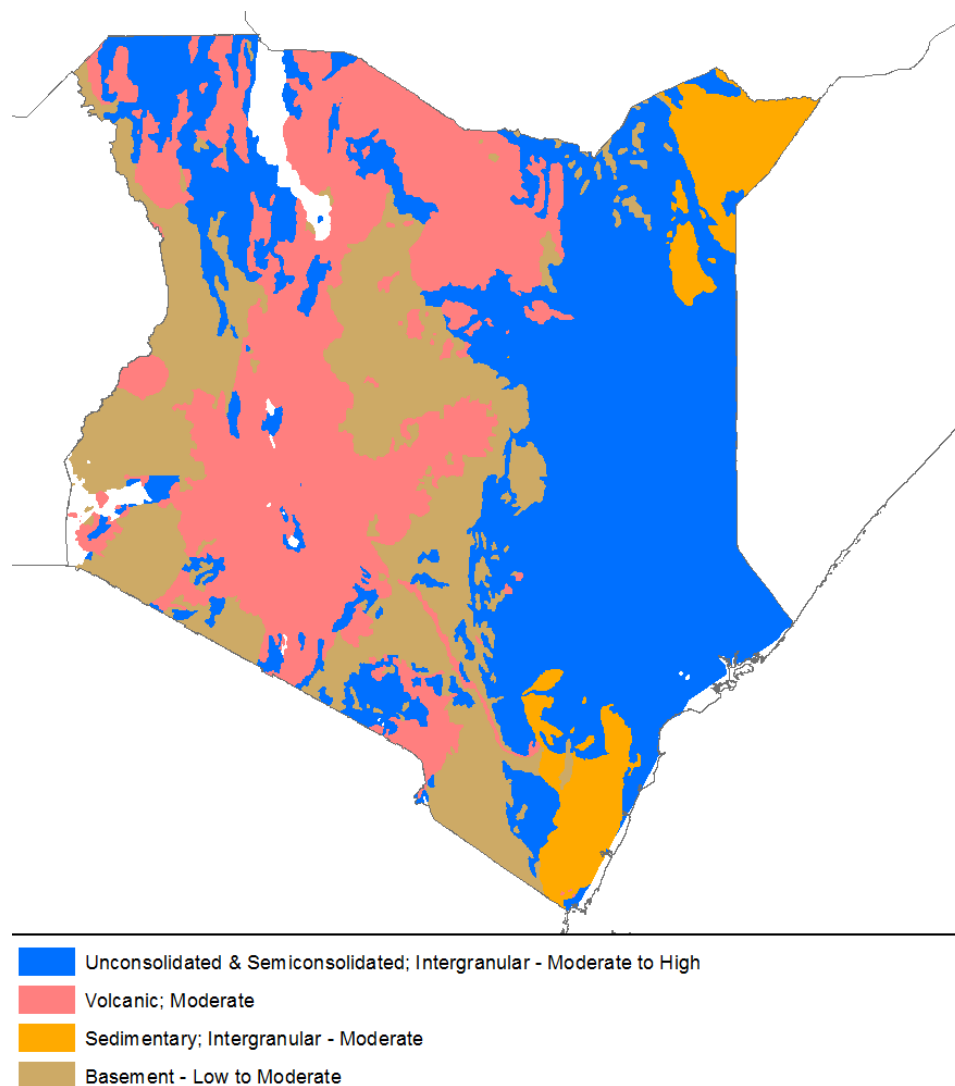 Unconsolidated & Semiconsolidated; Intergranular - Moderate to High
Volcanic; Moderate
Sedimentary; Intergranular - Moderate
Basement - Low to Moderate